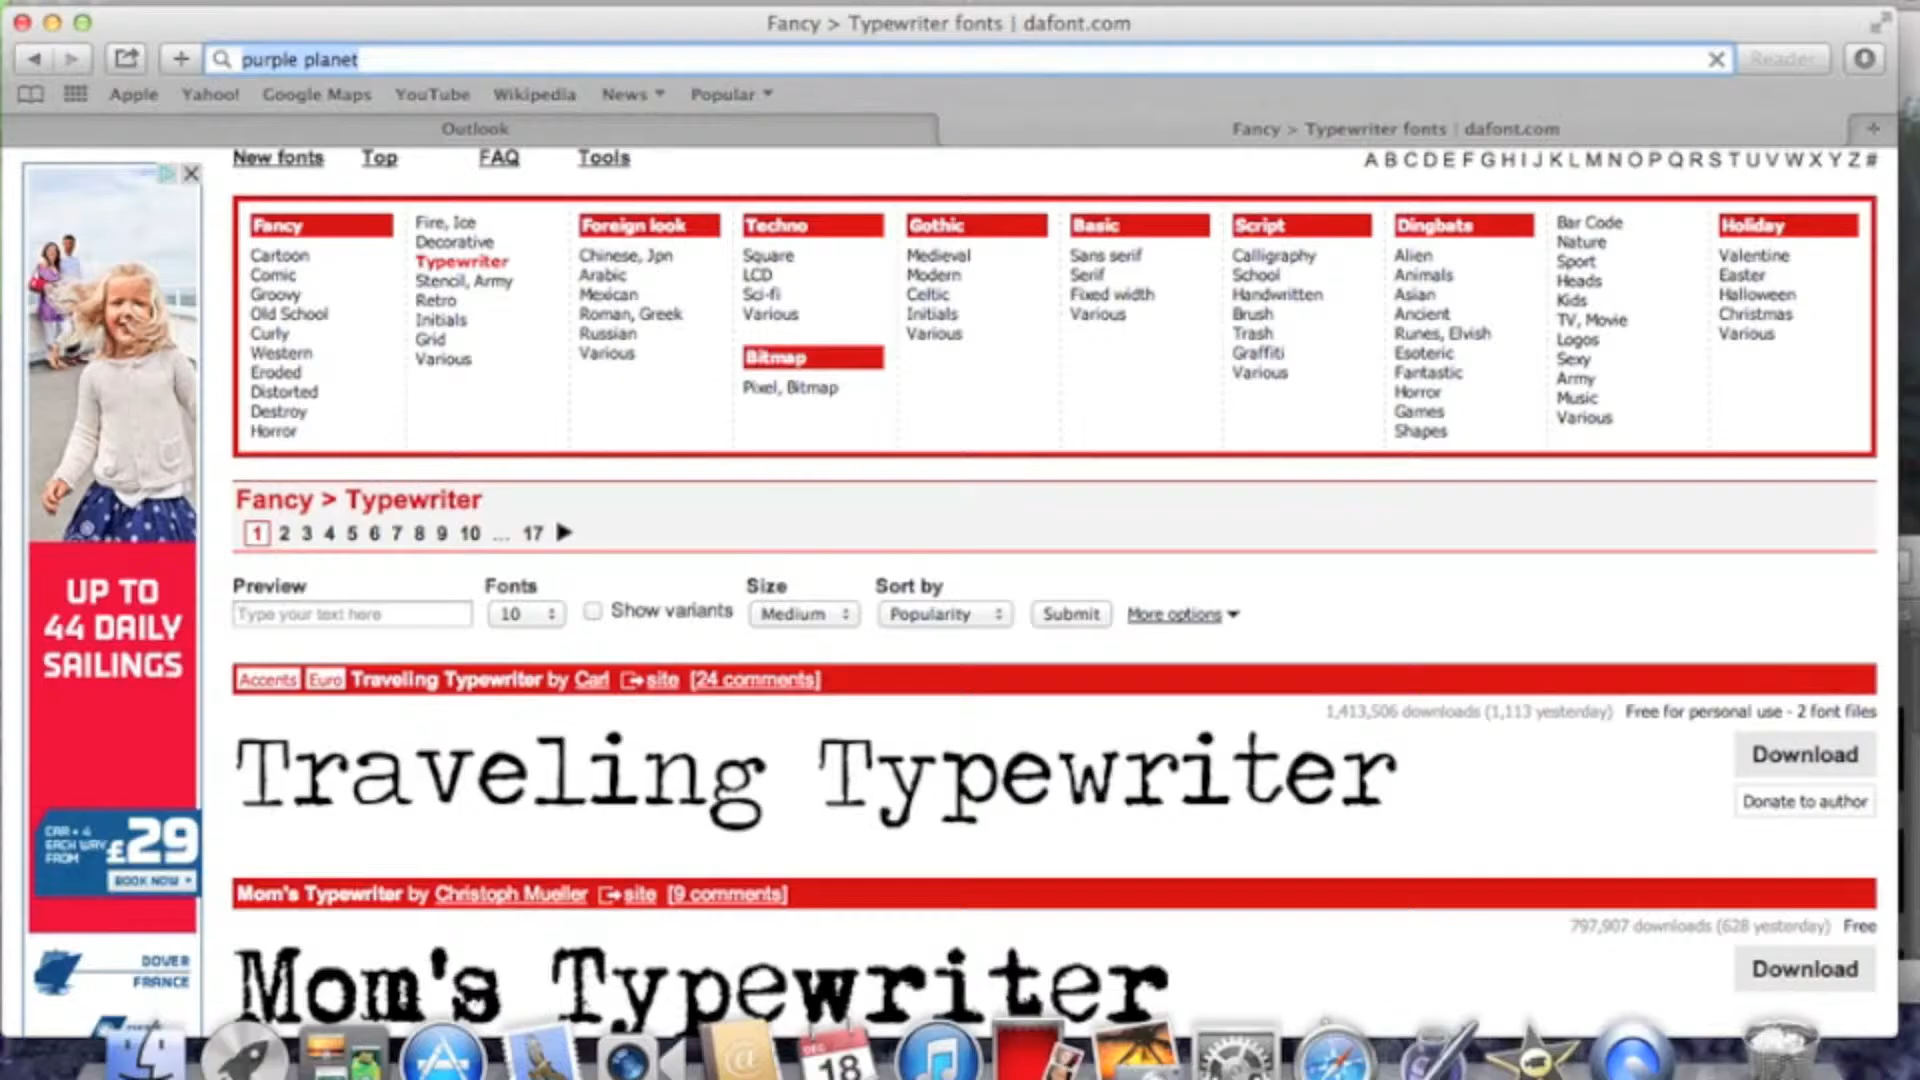 Fancy > Typewriter fonts | dafont.com
purple planet
Reader
Apple Yahoo! Google Maps YouTube Wikipedia News Popular
Outlook
Fancy > Typewriter fonts | dafont.com
New fonts Top FAQ Tools
A B C D E F G H I J K L M N O P Q R S T U V W X Y Z #
Fancy
Cartoon
Comic
Groovy
Old School
Curly
Western
Eroded
Distorted
Destroy
Horror
Fire, Ice
Decorative
Typewriter
Stencil, Army
Retro
Initials
Grid
Various
Foreign look
Chinese, Jpn
Arabic
Mexican
Roman, Greek
Russian
Various
Techno
Square
LCD
Sci-fi
Various
Bitmap
Pixel, Bitmap
Gothic
Medieval
Modern
Celtic
Initials
Various
Basic
Sans serif
Serif
Fixed width
Various
Script
Calligraphy
School
Handwritten
Brush
Trash
Graffiti
Various
Dingbats
Alien
Animals
Asian
Ancient
Runes, Elvish
Esoteric
Fantastic
Horror
Games
Shapes
Bar Code
Nature
Sport
Heads
Kids
TV, Movie
Logos
Sexy
Army
Music
Various
Holiday
Valentine
Easter
Halloween
Christmas
Various
Fancy > Typewriter
1 2 3 4 5 6 7 8 9 10 ... 17
Preview Fonts Size Sort by
Type your text here 10 Show variants Medium Popularity Submit More options
Accents Euro Traveling Typewriter by Carl site [24 comments]
1,413,506 downloads (1,113 yesterday) Free for personal use - 2 font files
Traveling Typewriter
Download
Donate to author
Mom's Typewriter by Christoph Mueller site [9 comments]
797,907 downloads (628 yesterday) Free
Mom's Typewriter
Download
UP TO
44 DAILY
SAILINGS
CAR + 4
EACH WAY
FROM
£29
BOOK NOW
DOVER
FRANCE
DEC
18